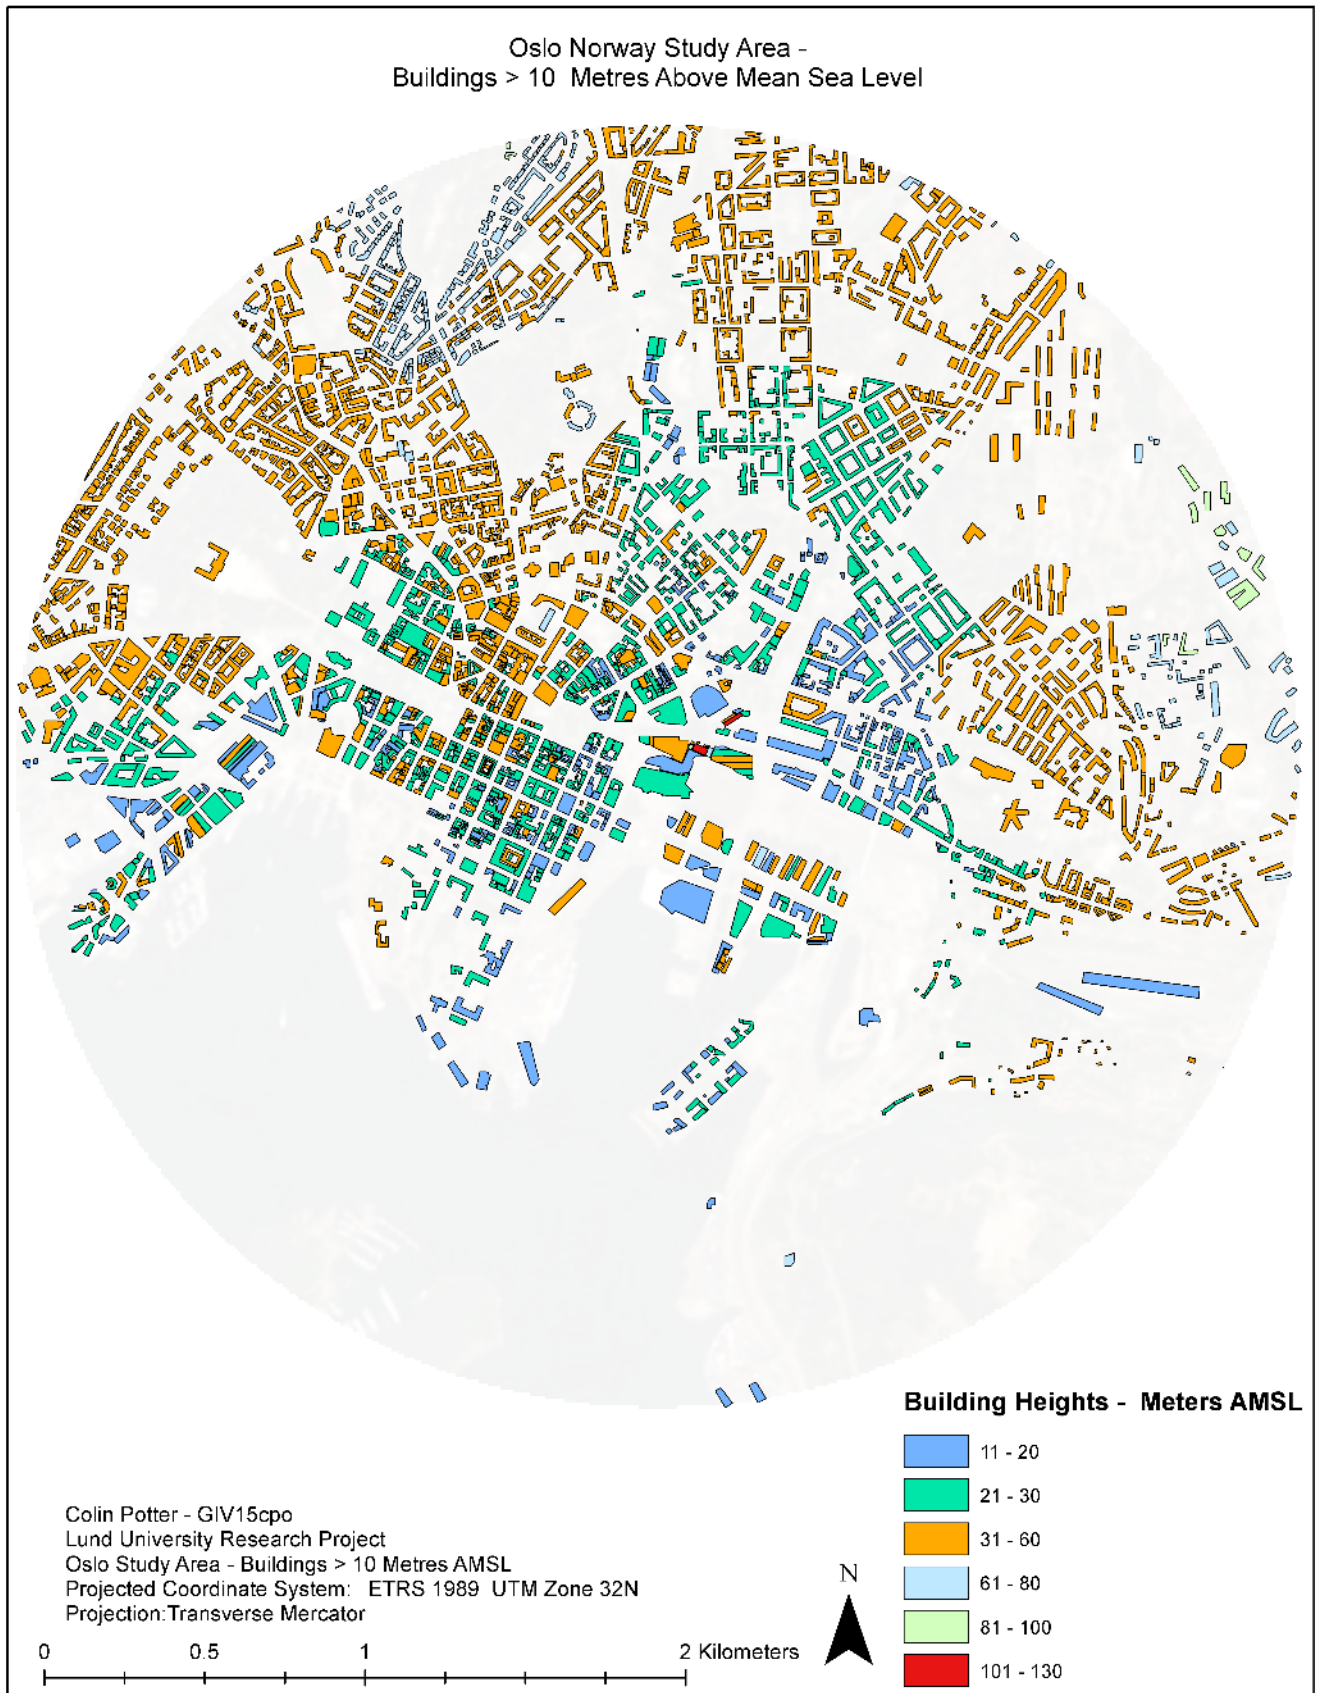 Oslo Norway Study Area -
Buildings > 10 Metres Above Mean Sea Level
Building Heights - Meters AMSL
11 - 20
21 - 30
31 - 60
61 - 80
81 - 100
101 - 130
Colin Potter - GIV15cpo
Lund University Research Project
Oslo Study Area - Buildings > 10 Metres AMSL
Projected Coordinate System: ETRS 1989 UTM Zone 32N
Projection:Transverse Mercator
N
0 0.5 1 2 Kilometers